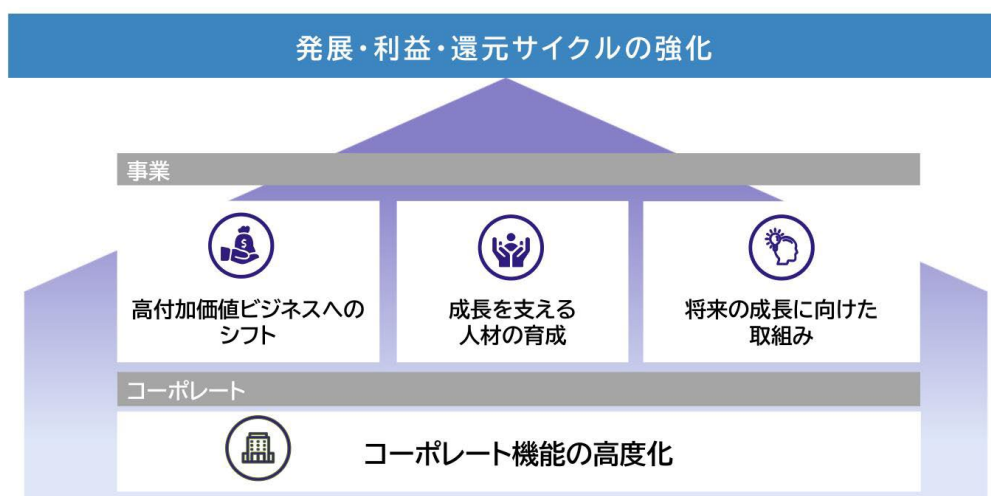 発展・利益・還元サイクルの強化
事業
高付加価値ビジネスへの
シフト
成長を支える
人材の育成
将来の成長に向けた
取組み
コーポレート
コーポレート機能の高度化